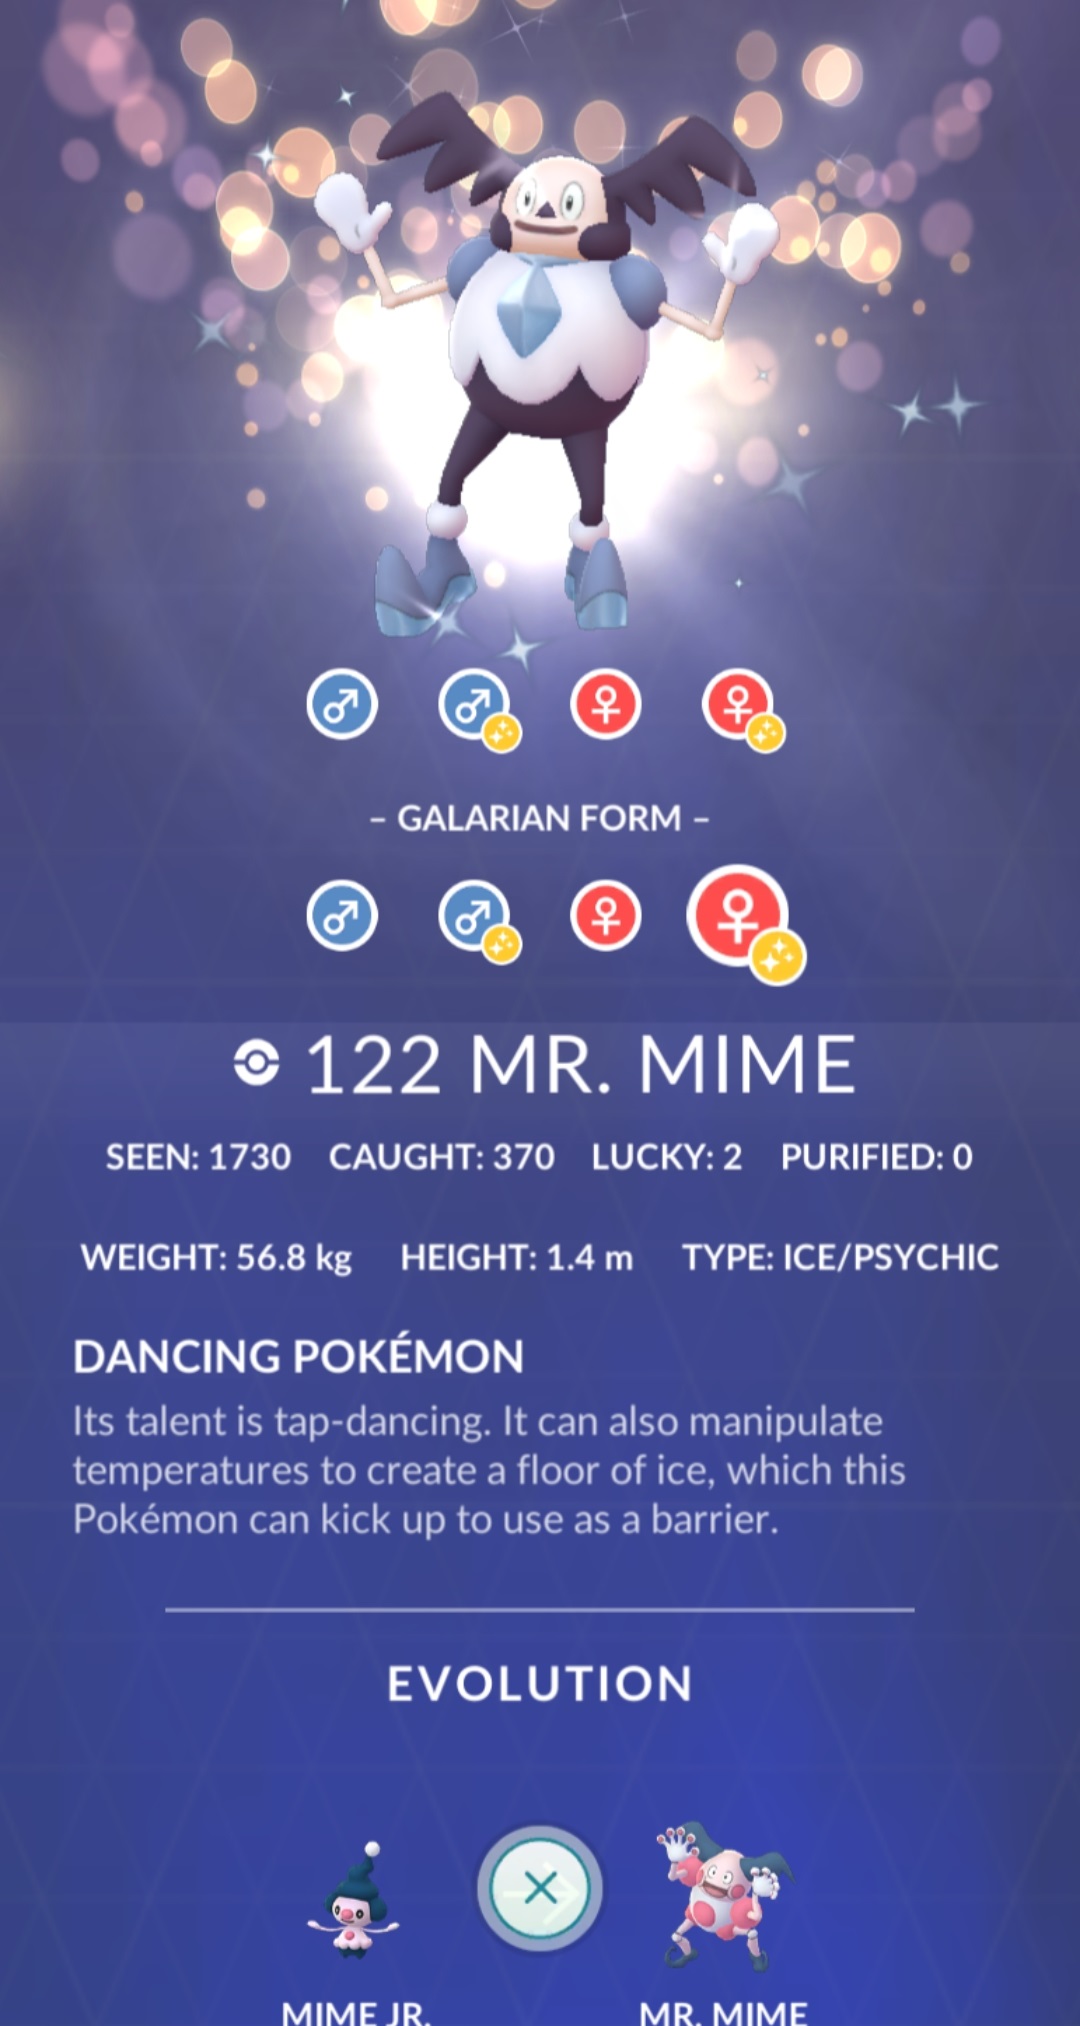 – GALARIAN FORM –
122 MR. MIME
SEEN: 1730 CAUGHT: 370 LUCKY: 2 PURIFIED: 0
WEIGHT: 56.8 kg HEIGHT: 1.4 m TYPE: ICE/PSYCHIC
DANCING POKÉMON
Its talent is tap-dancing. It can also manipulate
temperatures to create a floor of ice, which this
Pokémon can kick up to use as a barrier.
EVOLUTION
MIME JR. MR. MIME